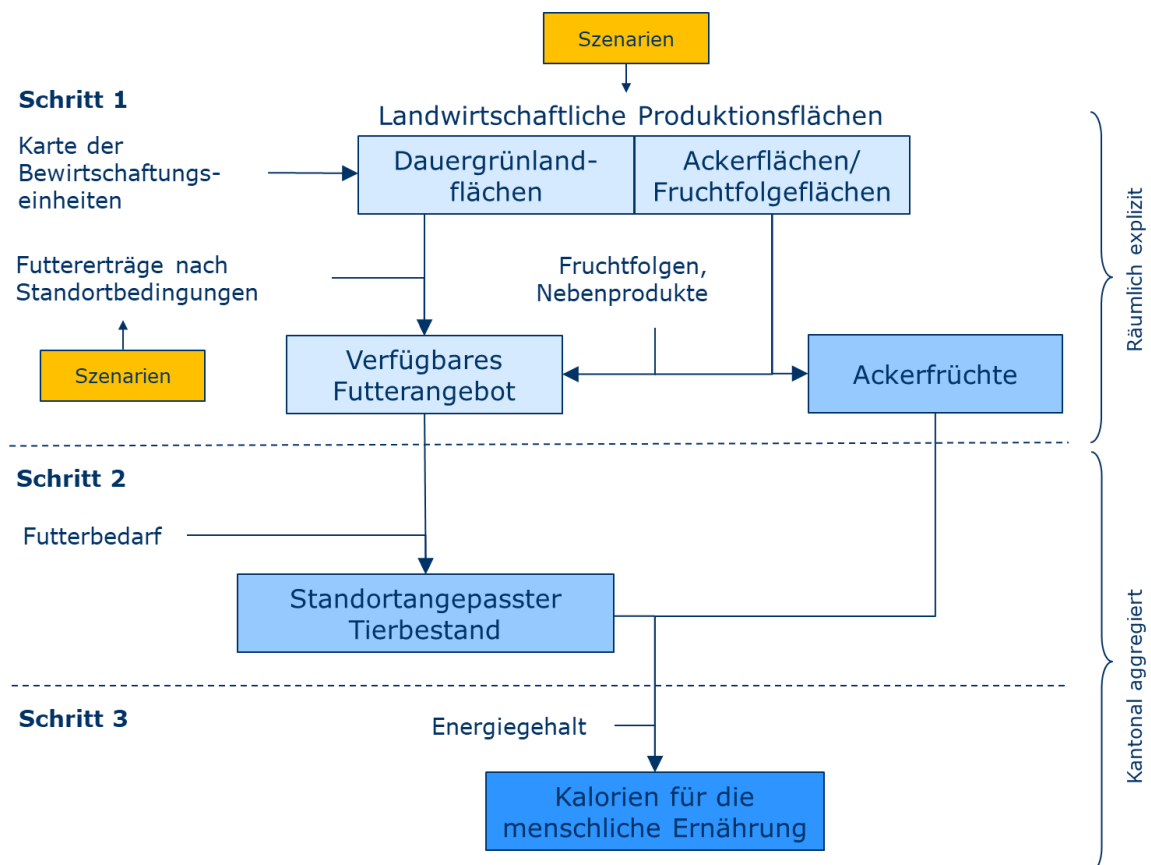 Szenarien
Schritt 1
Landwirtschaftliche Produktionsflächen
Karte der
Bewirtschaftungs-
einheiten
Dauergrünland-
flächen
Ackerflächen/
Fruchtfolgeflächen
Räumlich explizit
Futtererträge nach
Standortbedingungen
Fruchtfolgen,
Nebenprodukte
Szenarien
Verfügbares
Futterangebot
Ackerfrüchte
Schritt 2
Futterbedarf
Standortangepasster
Tierbestand
Kantonal aggregiert
Schritt 3
Energiegehalt
Kalorien für die
menschliche Ernährung